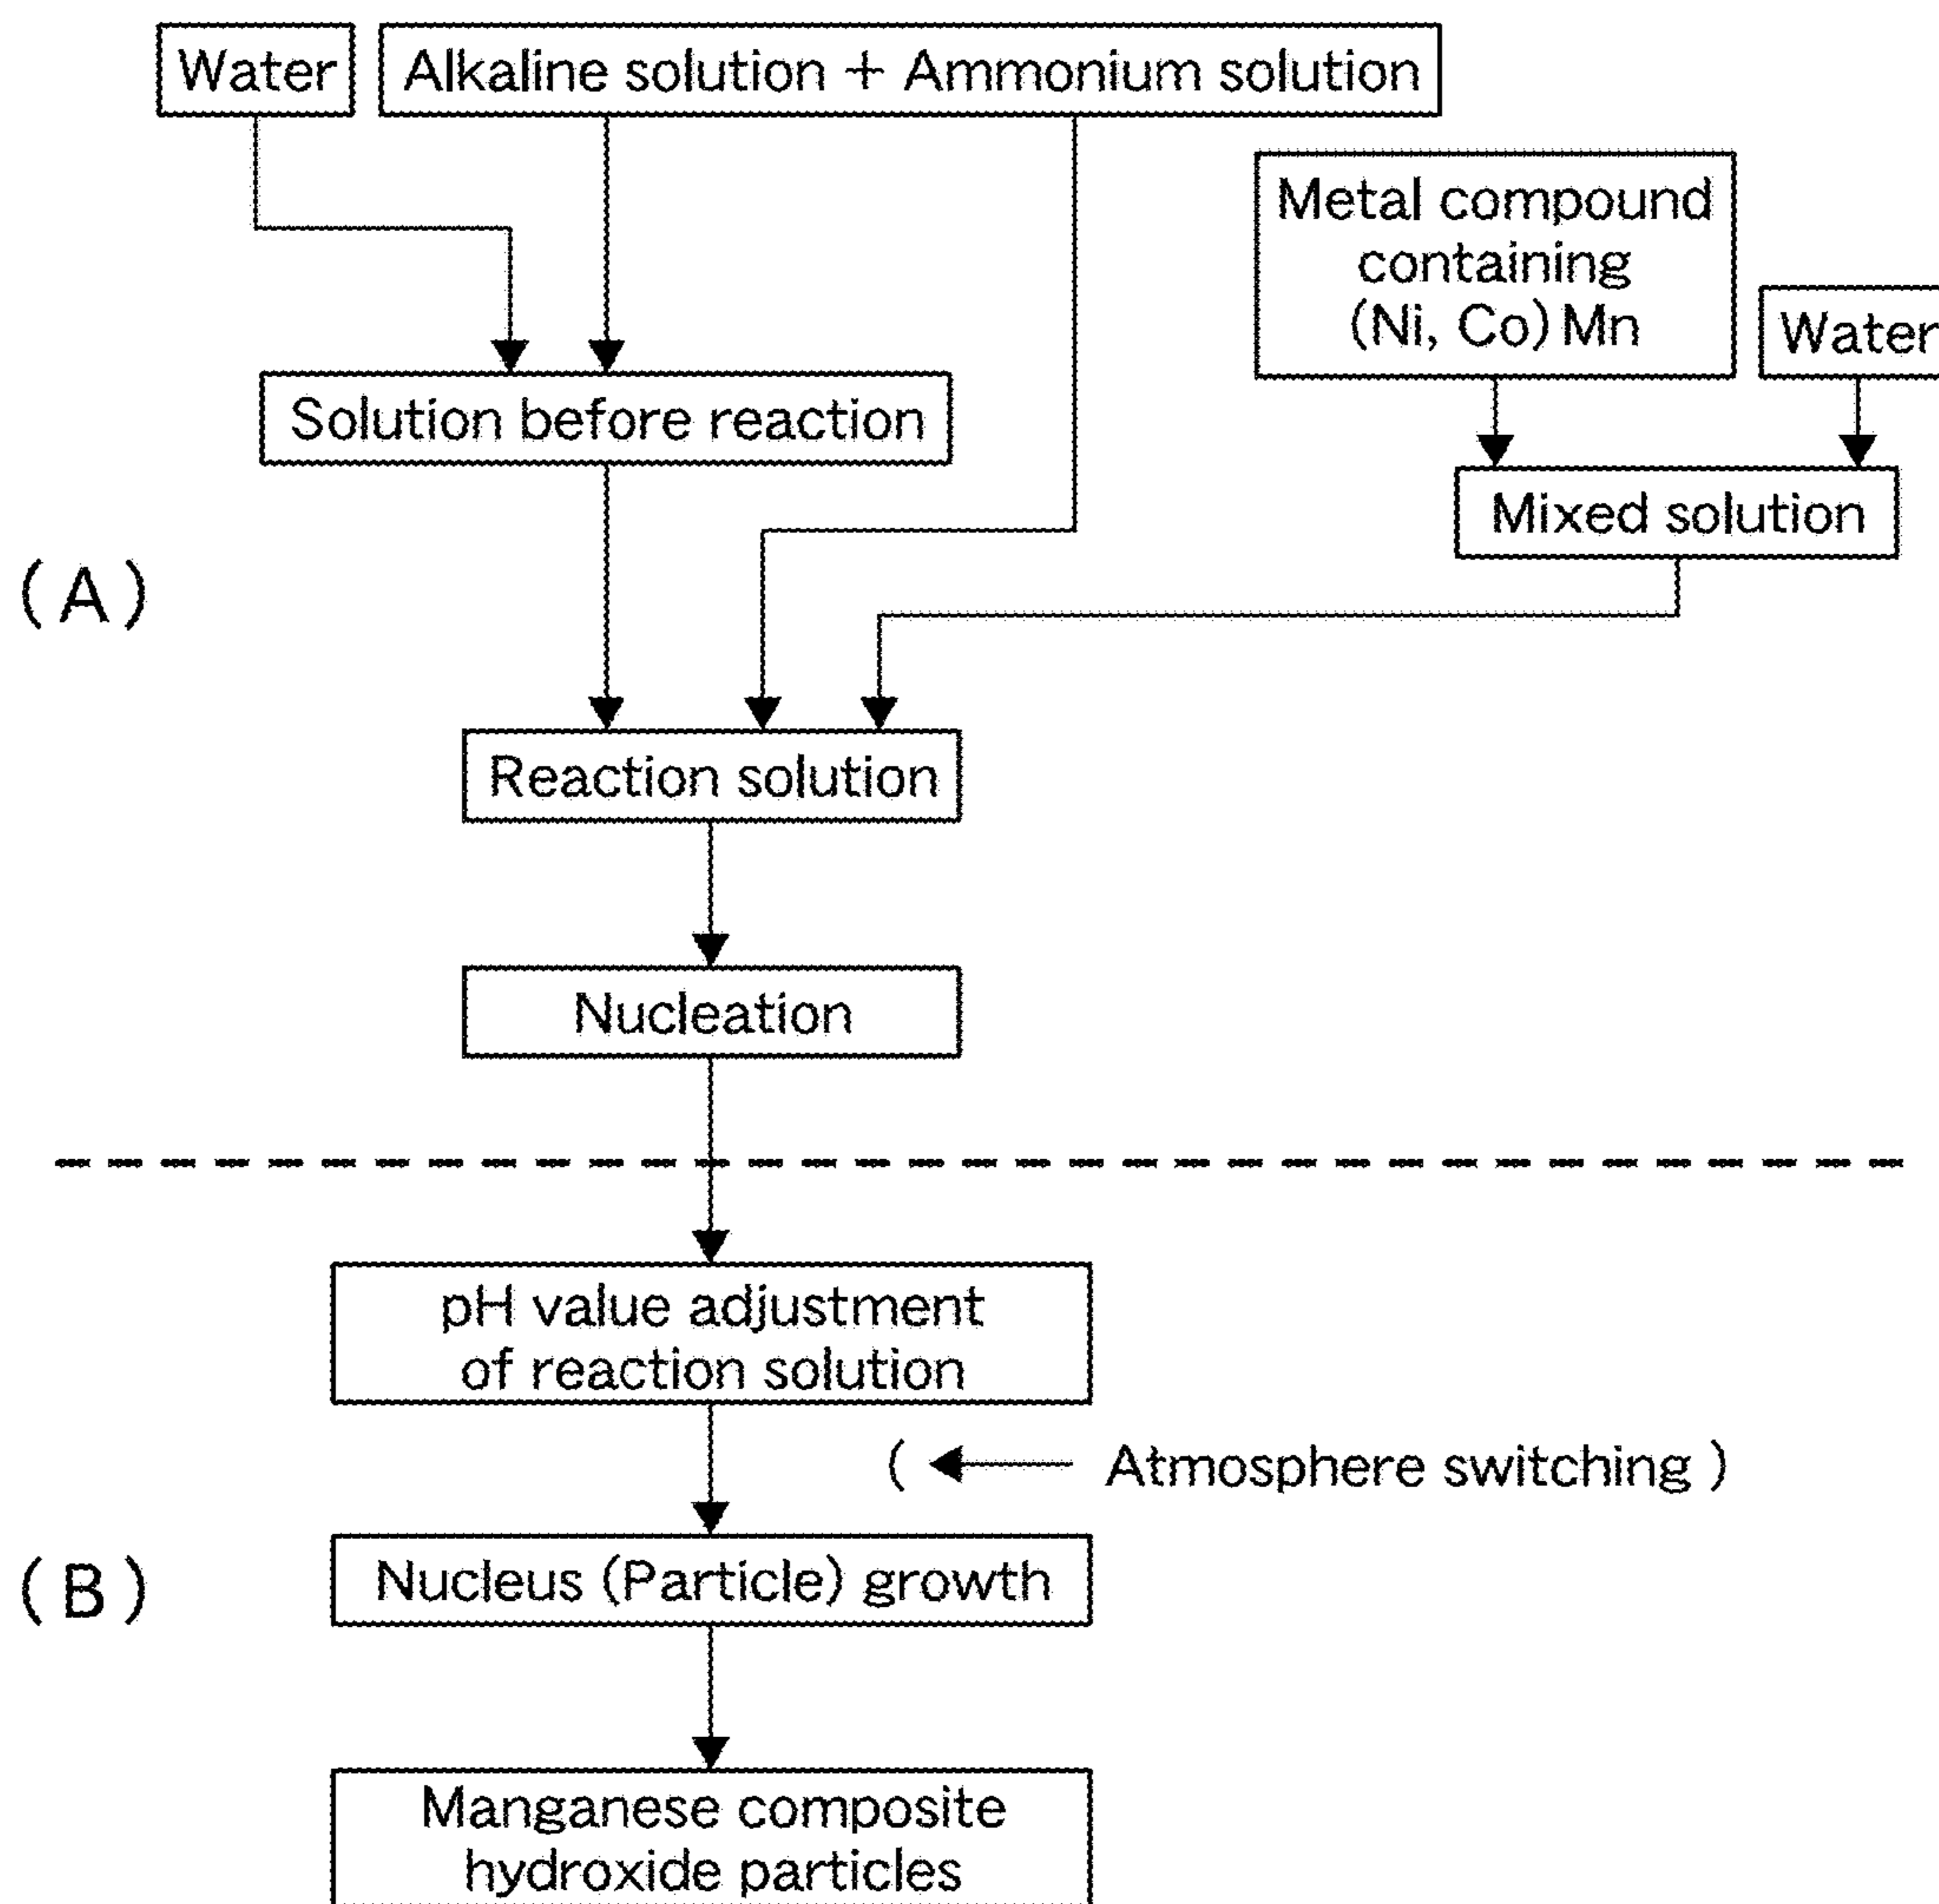 Water
Alkaline solution + Ammonium solution
Metal compound
containing
(Ni, Co) Mn
Water
Solution before reaction
Mixed solution
(A)
Reaction solution
Nucleation
pH value adjustment
of reaction solution
( ← Atmosphere switching )
Nucleus (Particle) growth
(B)
Manganese composite
hydroxide particles